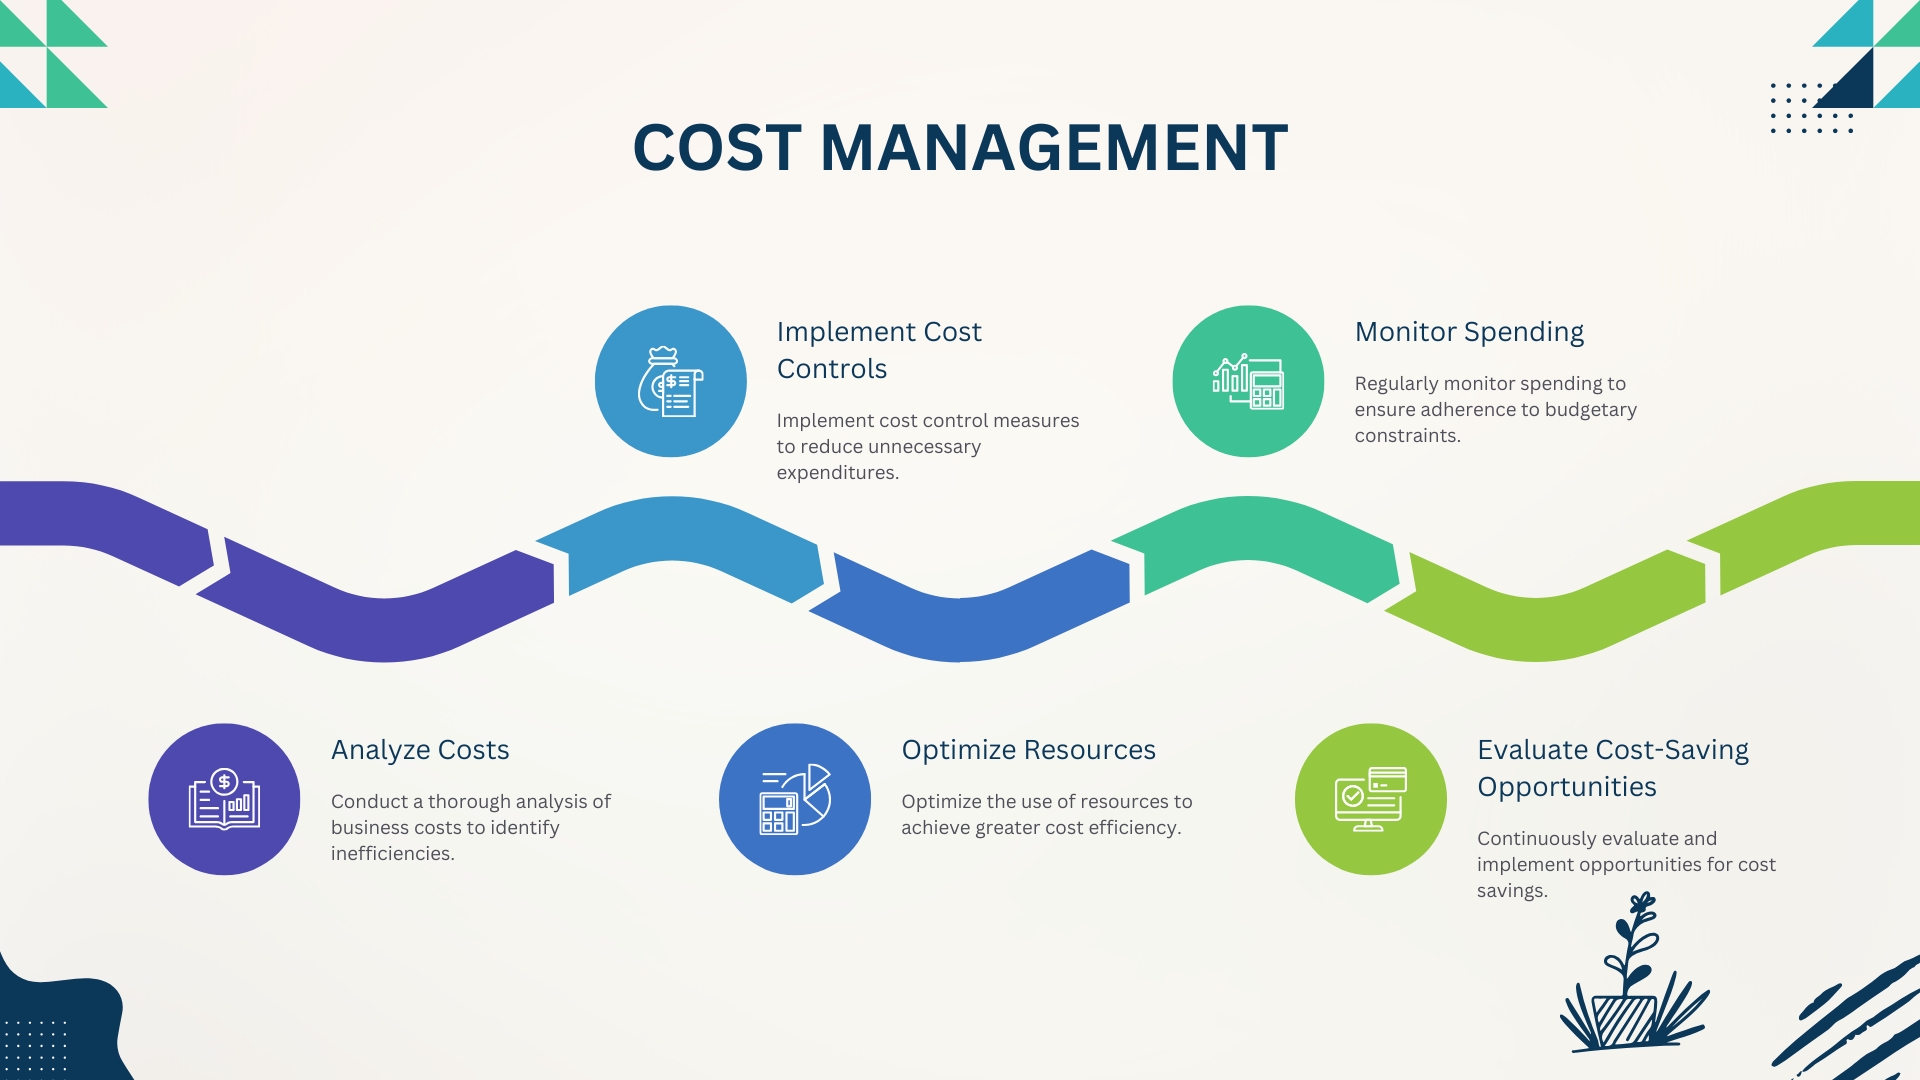 COST MANAGEMENT
Implement Cost
Controls
Implement cost control measures
to reduce unnecessary
expenditures.
Monitor Spending
Regularly monitor spending to
ensure adherence to budgetary
constraints.
Analyze Costs
Conduct a thorough analysis of
business costs to identify
inefficiencies.
Optimize Resources
Optimize the use of resources to
achieve greater cost efficiency.
Evaluate Cost-Saving
Opportunities
Continuously evaluate and
implement opportunities for cost
savings.